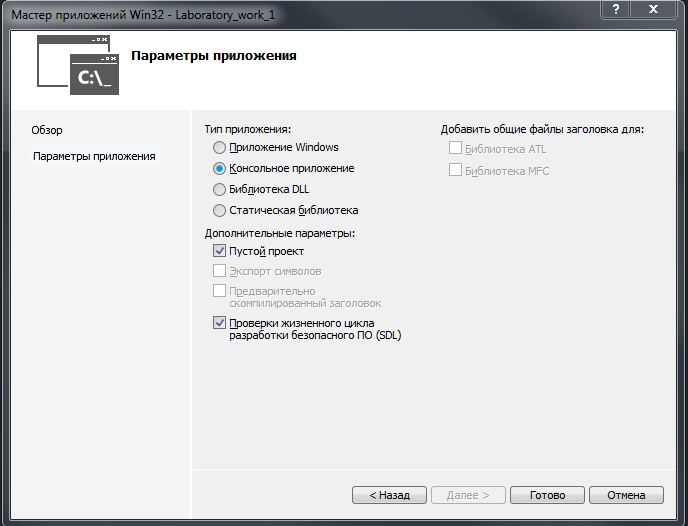 Мастер приложений Win32 - Laboratory_work_1
?
X
C:\_
Параметры приложения
Обзор
Параметры приложения
Тип приложения:
Приложение Windows
Консольное приложение
Библиотека DLL
Статическая библиотека
Дополнительные параметры:
Пустой проект
Экспорт символов
Предварительно
скомпилированный заголовок
Проверки жизненного цикла
разработки безопасного ПО (SDL)
Добавить общие файлы заголовка для:
Библиотека ATL
Библиотека MFC
< Назад
Далее >
Готово
Отмена